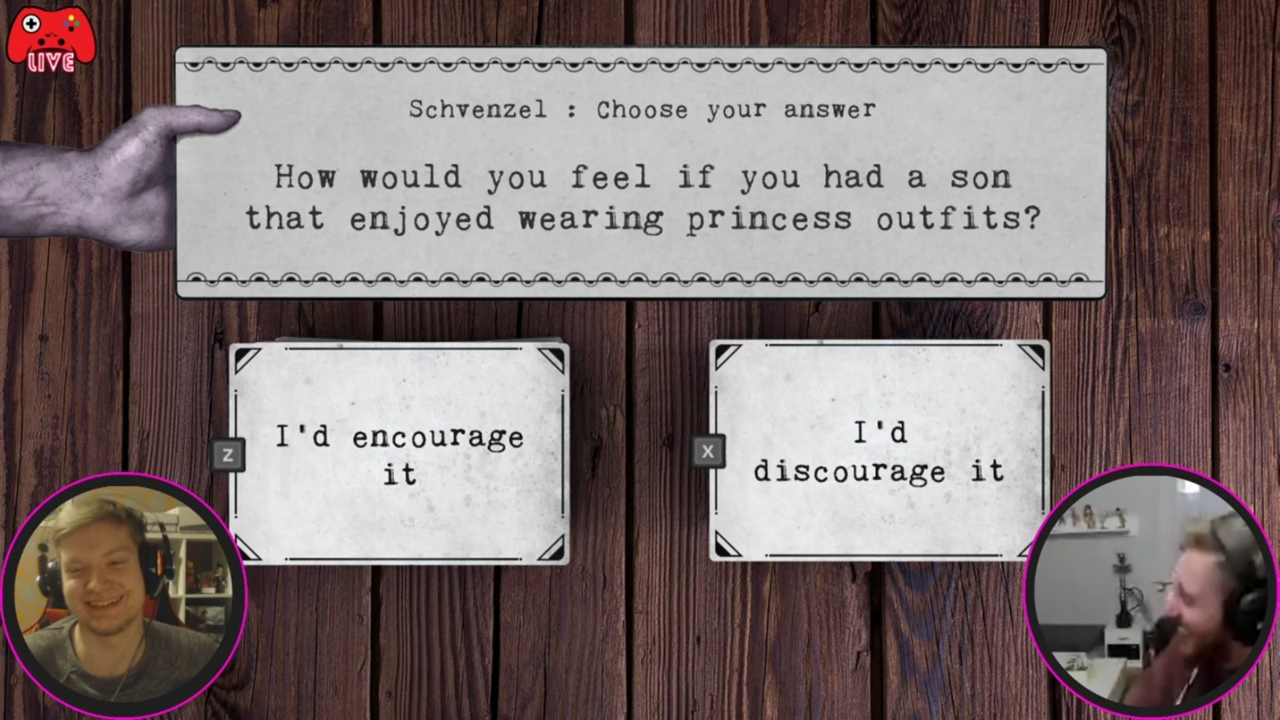 LIVE
Schvenzel : Choose your answer
How would you feel if you had a son
that enjoyed wearing princess outfits?
I'd encourage
it
I'd
discourage it
Z
X